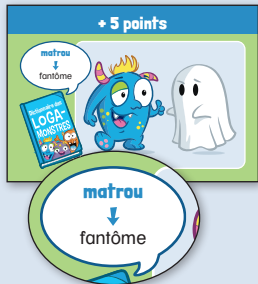 + 5 points
matrou
fantôme
Dictionnaire des
LOGA-
MONSTRES
matrou
fantôme